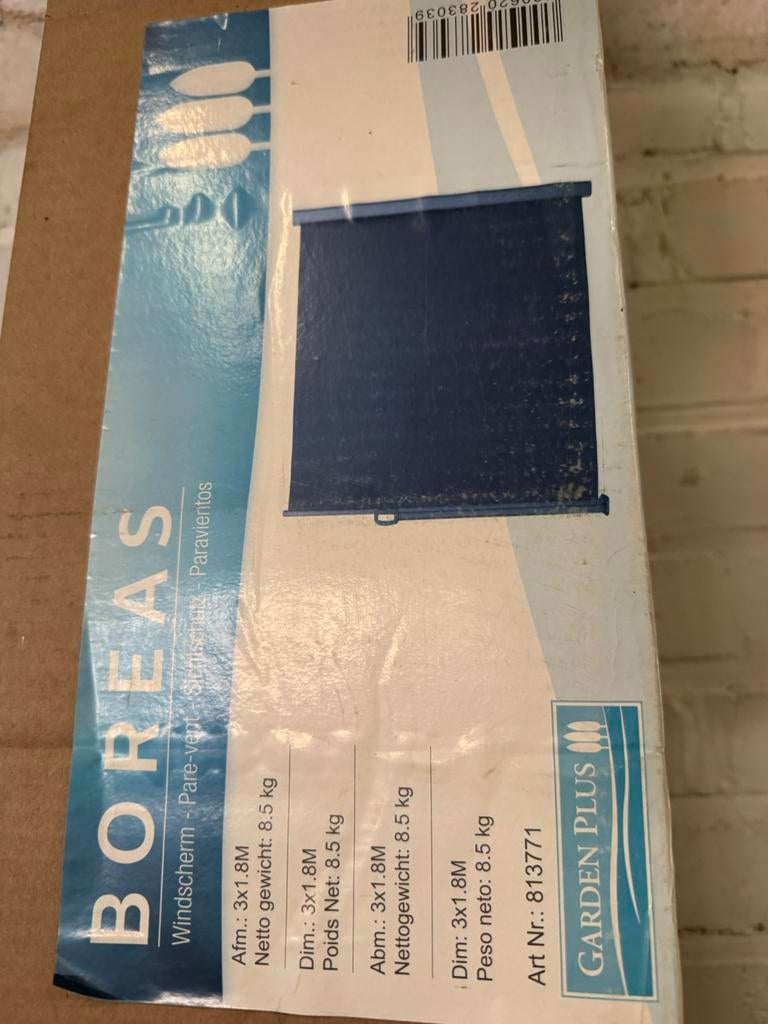 BOREAS
Windscherm - Pare-vent - Sichtschutz - Paravientos
Afm.: 3x1.8M
Netto gewicht: 8.5 kg
Dim.: 3x1.8M
Poids Net: 8.5 kg
Abm.: 3x1.8M
Nettogewicht: 8.5 kg
Dim: 3x1.8M
Peso neto: 8.5 kg
Art Nr.: 813771
GARDEN PLUS
283039